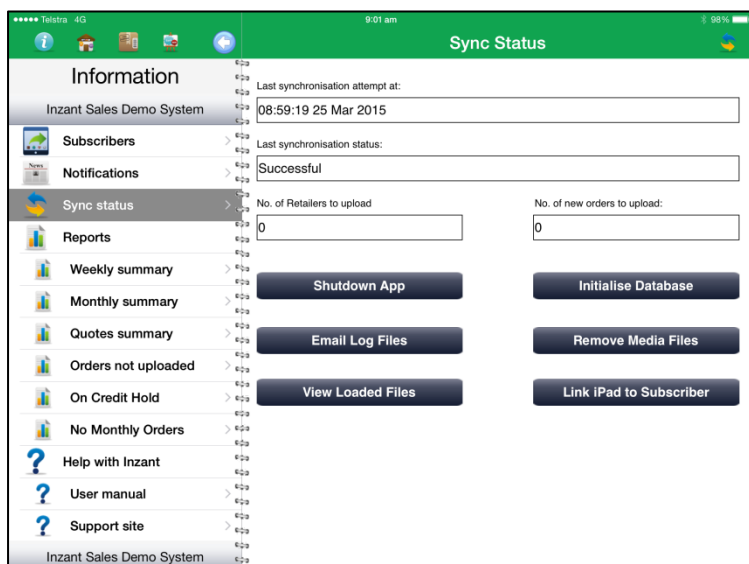 Telstra 4G
9:01 am
98%
Information
Inzant Sales Demo System
Subscribers
News
Notifications
Sync status
Reports
Weekly summary
Monthly summary
Quotes summary
Orders not uploaded
On Credit Hold
No Monthly Orders
Help with Inzant
User manual
Support site
Inzant Sales Demo System
Sync Status
Last synchronisation attempt at:
08:59:19 25 Mar 2015
Last synchronisation status:
Successful
No. of Retailers to upload
No. of new orders to upload:
0
0
Shutdown App
Initialise Database
Email Log Files
Remove Media Files
View Loaded Files
Link iPad to Subscriber